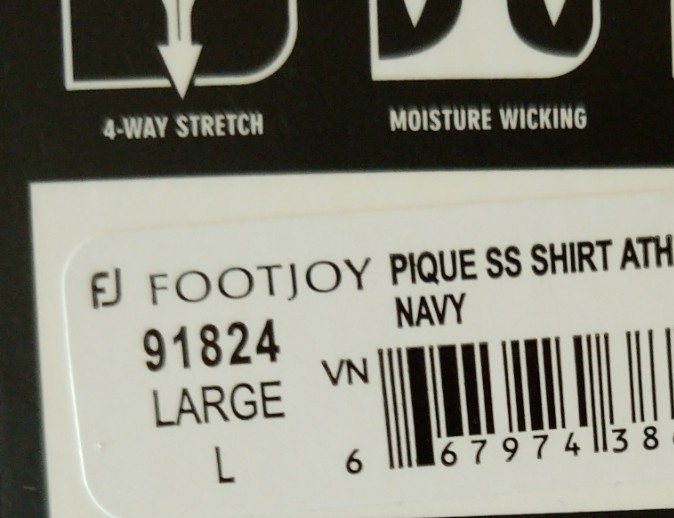 4-WAY STRETCH
MOISTURE WICKING
FJ FOOTJOY
PIQUE SS SHIRT ATH
NAVY
91824
LARGE
L
VN
6 67974 38